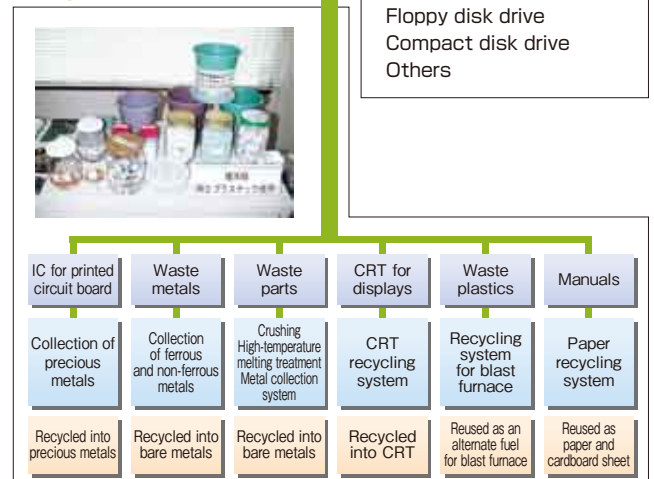 Floppy disk drive
Compact disk drive
Others
IC for printed
circuit board
Waste
metals
Waste
parts
CRT for
displays
Waste
plastics
Manuals
Collection of
precious
metals
Collection
of ferrous
and non-ferrous
metals
Crushing
High-temperature
melting treatment
Metal collection
system
CRT
recycling
system
Recycling
system
for blast
furnace
Paper
recycling
system
Recycled into
precious metals
Recycled into
bare metals
Recycled into
bare metals
Recycled
into CRT
Reused as an
alternate fuel
for blast furnace
Reused as
paper and
cardboard sheet